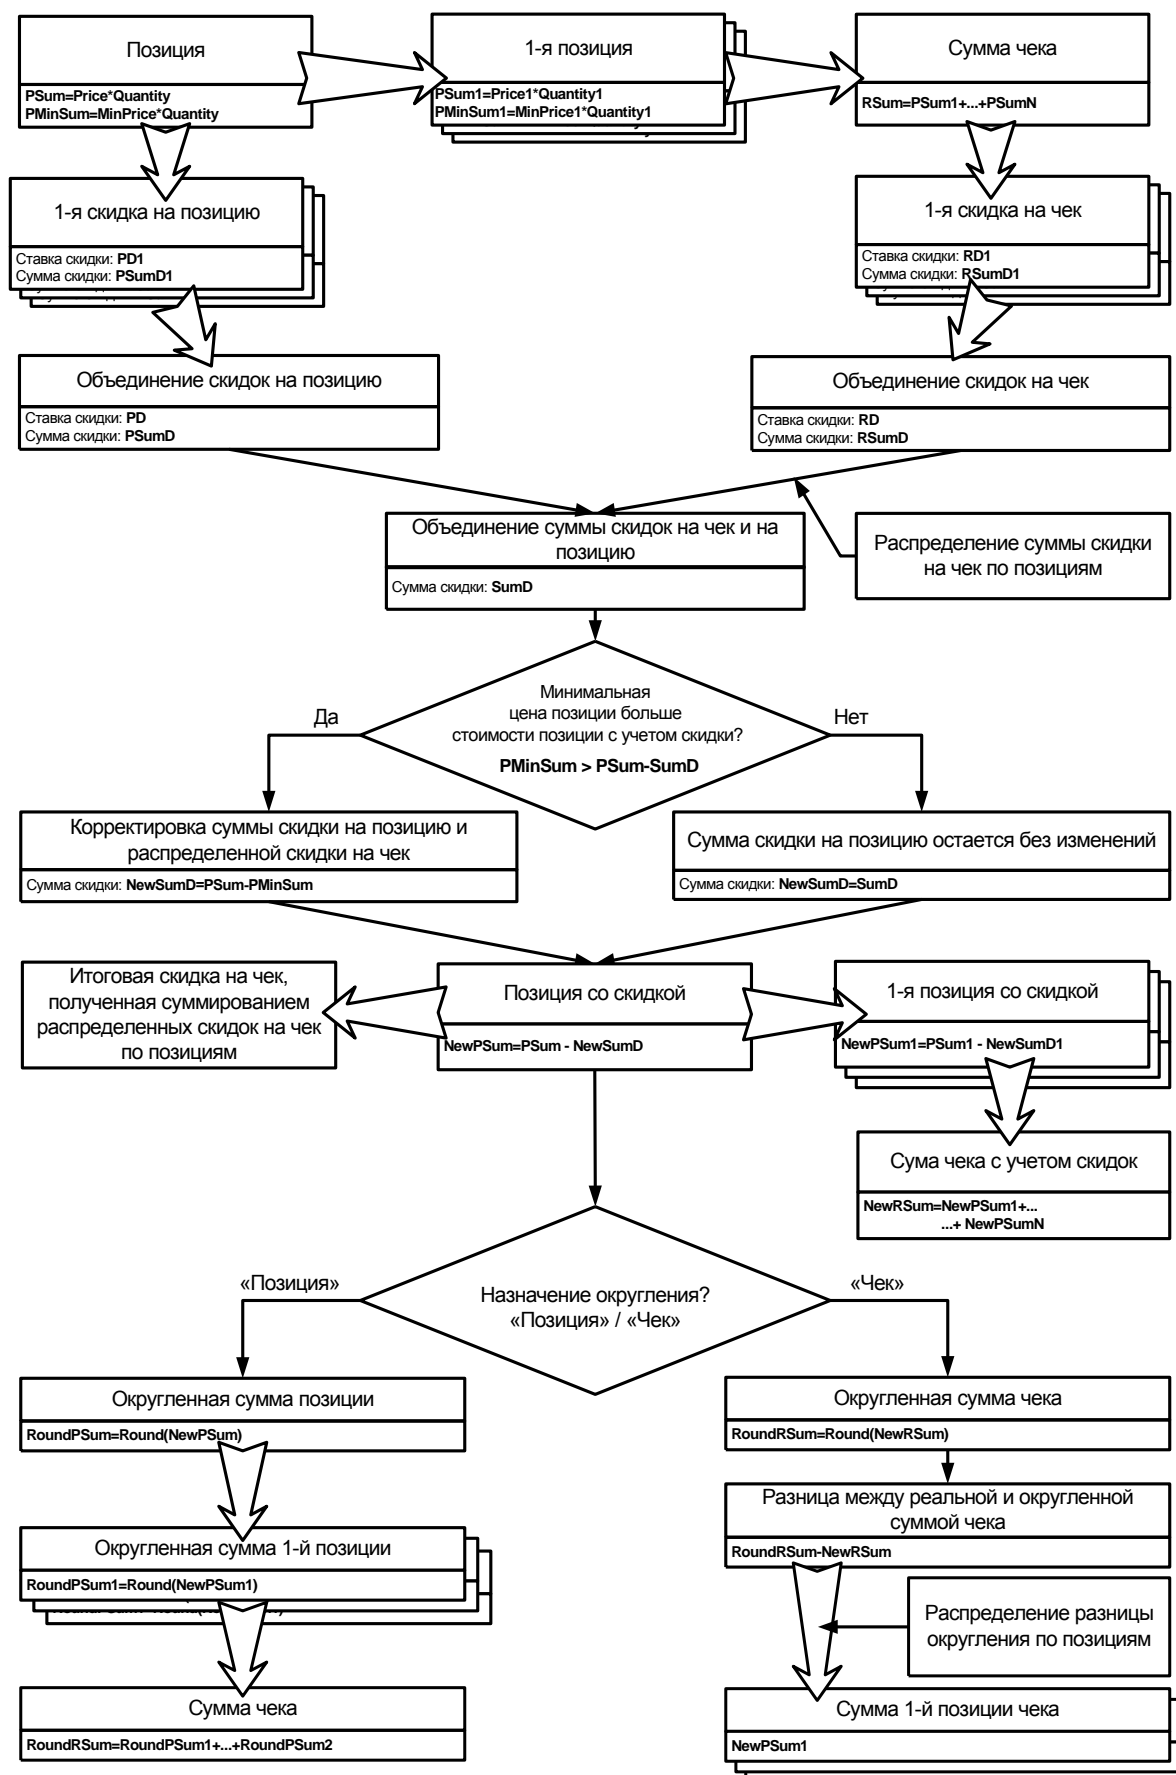 Позиция
PSum=Price*Quantity
PMinSum=MinPrice*Quantity
1-я позиция
PSum1=Price1*Quantity1
PMinSum1=MinPrice1*Quantity1
Сумма чека
RSum=PSum1+...+PSumN
1-я скидка на позицию
Ставка скидки: PD1
Сумма скидки: PSumD1
1-я скидка на чек
Ставка скидки: RD1
Сумма скидки: RSumD1
Объединение скидок на позицию
Ставка скидки: PD
Сумма скидки: PSumD
Объединение скидок на чек
Ставка скидки: RD
Сумма скидки: RSumD
Объединение суммы скидок на чек и на
позицию
Сумма скидки: SumD
Распределение суммы скидки
на чек по позициям
Минимальная
цена позиции больше
стоимости позиции с учетом скидки?
PMinSum > PSum-SumD
Да
Нет
Корректировка суммы скидки на позицию и
распределенной скидки на чек
Сумма скидки: NewSumD=PSum-PMinSum
Сумма скидки на позицию остается без изменений
Сумма скидки: NewSumD=SumD
Итоговая скидка на чек,
полученная суммированием
распределенных скидок на чек
по позициям
Позиция со скидкой
NewPSum=PSum - NewSumD
1-я позиция со скидкой
NewPSum1=PSum1 - NewSumD1
Сума чека с учетом скидок
NewRSum=NewPSum1+...
...+ NewPSumN
Назначение округления?
«Позиция» / «Чек»
«Позиция»
«Чек»
Округленная сумма позиции
RoundPSum=Round(NewPSum)
Округленная сумма 1-й позиции
RoundPSum1=Round(NewPSum1)
Сумма чека
RoundRSum=RoundPSum1+...+RoundPSum2
Округленная сумма чека
RoundRSum=Round(NewRSum)
Разница между реальной и округленной
суммой чека
RoundRSum-NewRSum
Распределение разницы
округления по позициям
Сумма 1-й позиции чека
NewPSum1